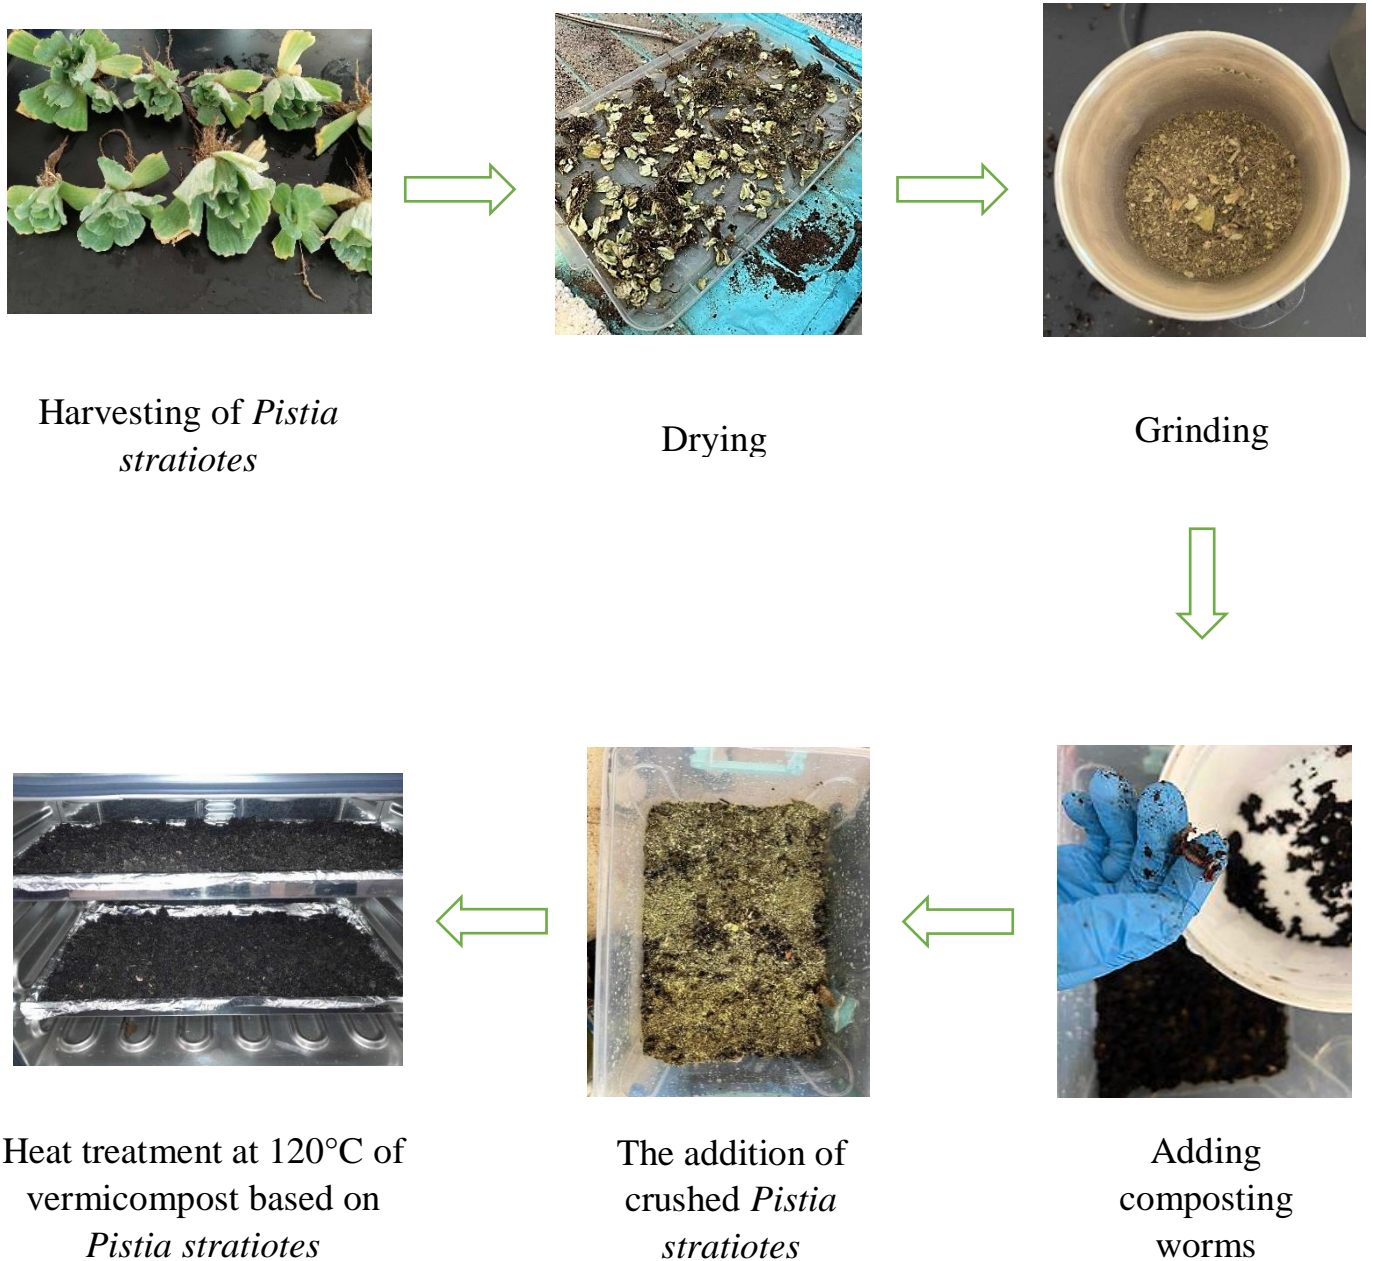 Harvesting of Pistia
stratiotes
Drying
Grinding
Adding
composting
worms
The addition of
crushed Pistia
stratiotes
Heat treatment at 120°C of
vermicompost based on
Pistia stratiotes